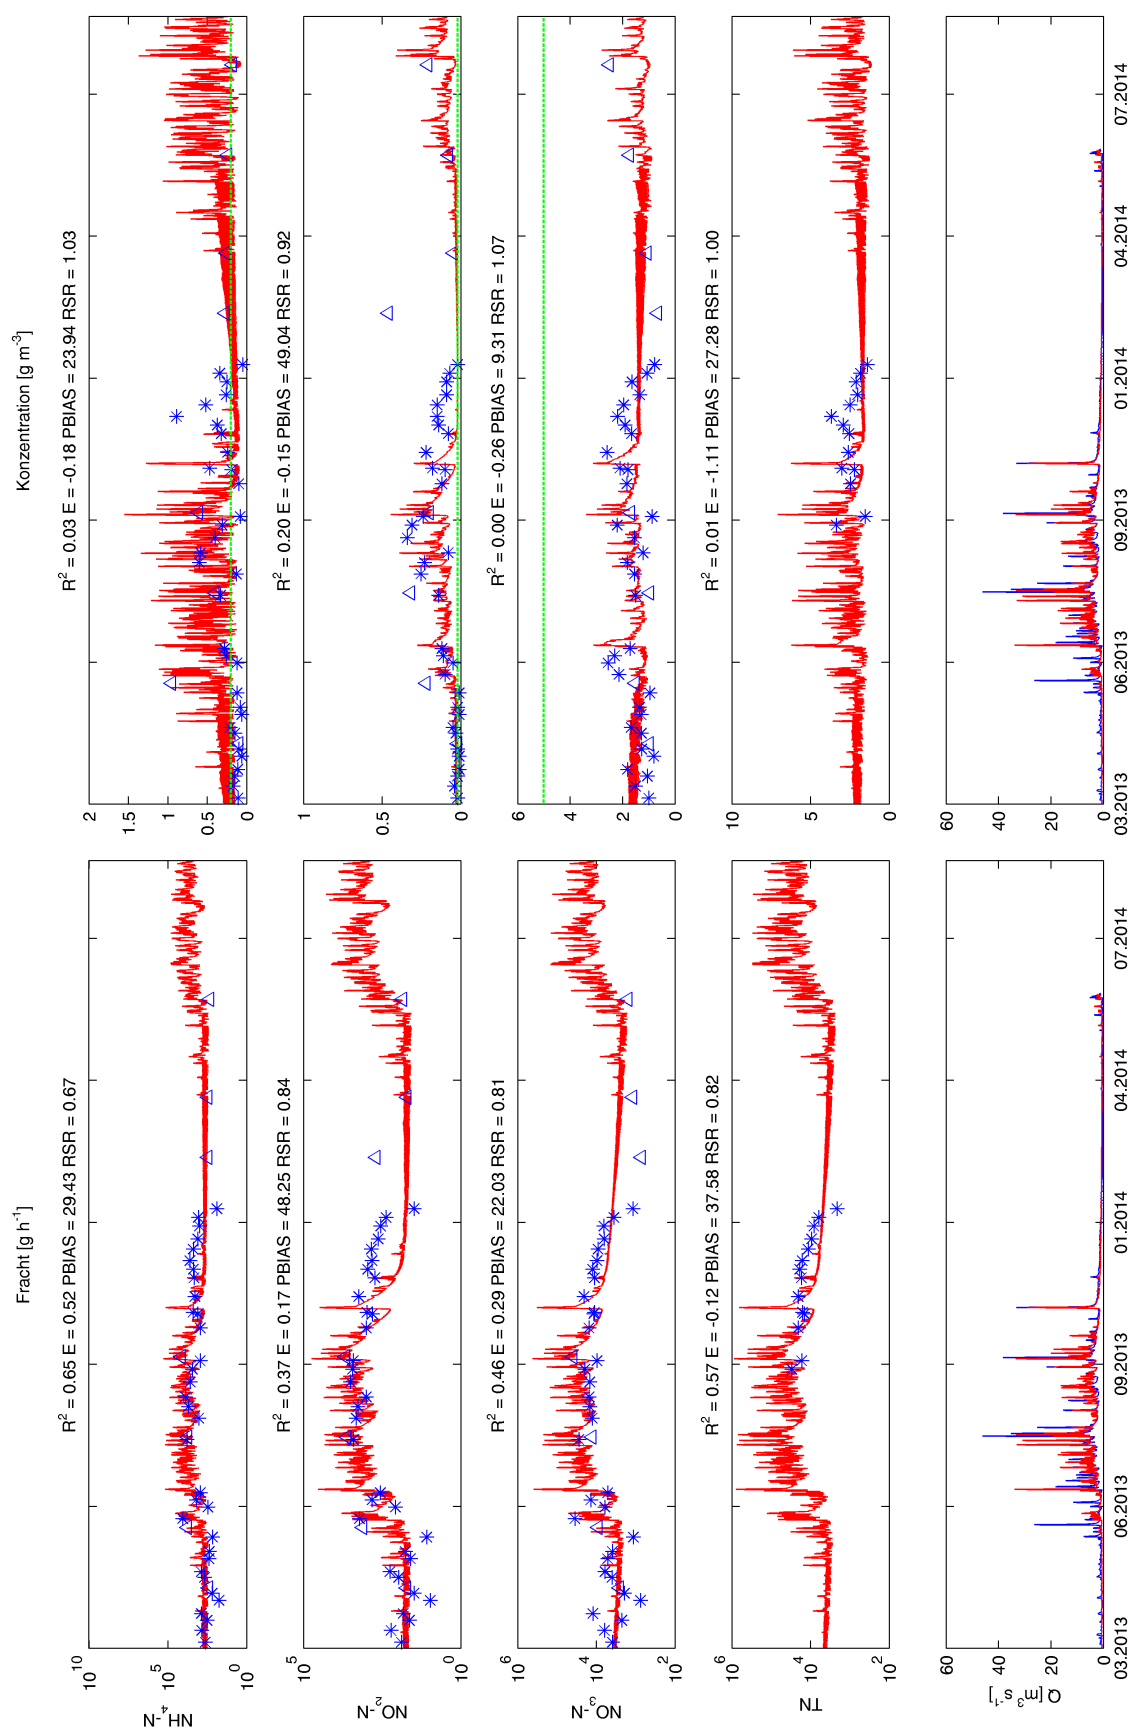 Fracht [g h⁻¹]
Konzentration [g m⁻³]
R² = 0.65 E = 0.52 PBIAS = 29.43 RSR = 0.67
NH₄-N
10¹⁰
10⁵
10⁰
R² = 0.03 E = -0.18 PBIAS = 23.94 RSR = 1.03
2
1.5
1
0.5
0
R² = 0.37 E = 0.17 PBIAS = 48.25 RSR = 0.84
NO₂-N
10⁵
10⁰
R² = 0.20 E = -0.15 PBIAS = 49.04 RSR = 0.92
1
0.5
0
R² = 0.46 E = 0.29 PBIAS = 22.03 RSR = 0.81
NO₃-N
10⁶
10⁴
10²
R² = 0.00 E = -0.26 PBIAS = 9.31 RSR = 1.07
6
4
2
0
R² = 0.57 E = -0.12 PBIAS = 37.58 RSR = 0.82
TN
10⁶
10⁴
10²
R² = 0.01 E = -1.11 PBIAS = 27.28 RSR = 1.00
10
5
0
Q [m³ s⁻¹]
60
40
20
0
03.2013 06.2013 09.2013 01.2014 04.2014 07.2014
60
40
20
0
03.2013 06.2013 09.2013 01.2014 04.2014 07.2014